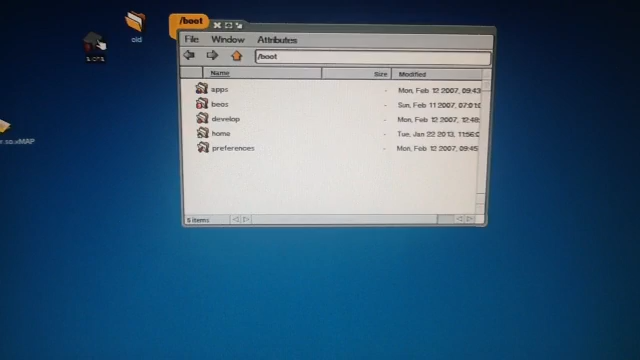 /boot
old
File Window Attributes
/boot
Name Size Modified
apps - Mon, Feb 12 2007, 09:43
beos - Sun, Feb 11 2007, 07:01:
develop - Mon, Feb 12 2007, 12:48:
home - Tue, Jan 22 2013, 11:56:
preferences - Mon, Feb 12 2007, 09:45
5 items